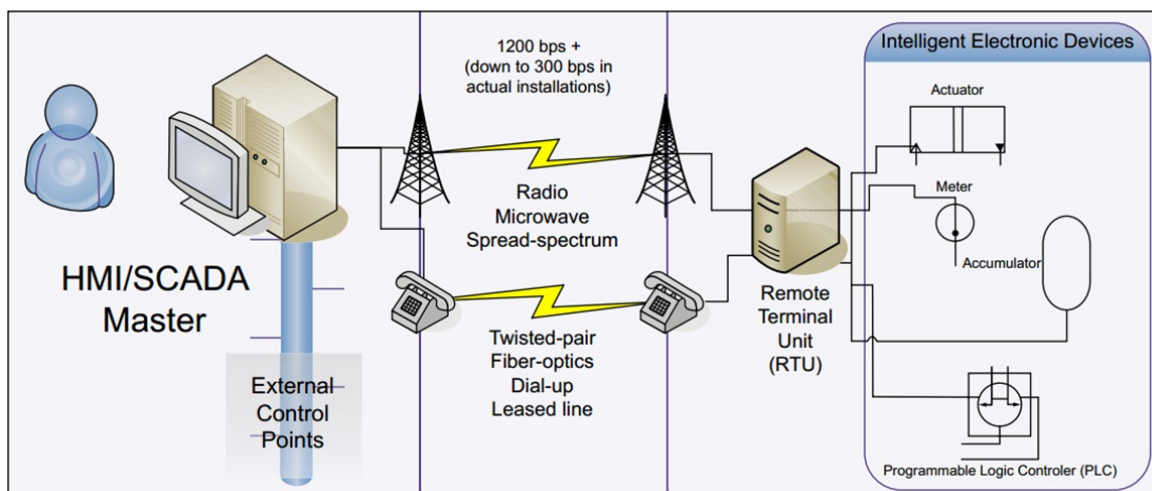 1200 bps +
(down to 300 bps in
actual installations)
Radio
Microwave
Spread-spectrum
HMI/SCADA
Master
External
Control
Points
Twisted-pair
Fiber-optics
Dial-up
Leased line
Remote
Terminal
Unit
(RTU)
Intelligent Electronic Devices
Actuator
Meter
Accumulator
Programmable Logic Controler (PLC)